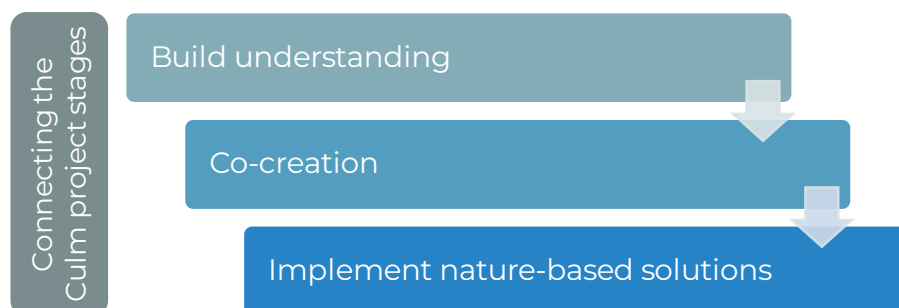 Connecting the
Culm project stages
Build understanding
Co-creation
Implement nature-based solutions